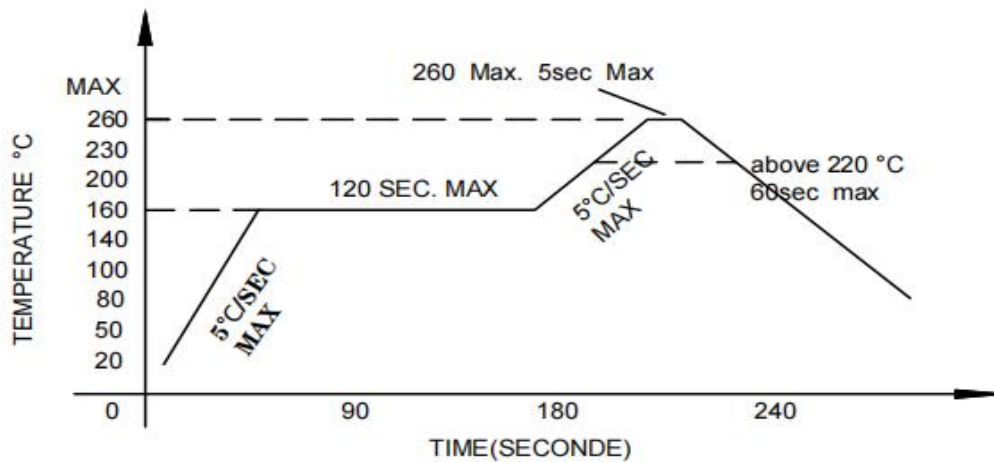 260 Max. 5sec Max
MAX
260
230
200
160
140
100
80
50
20
TEMPERATURE °C
120 SEC. MAX
5°C/SEC
MAX
5°C/SEC
MAX
above 220 °C
60sec max
0 90 180 240
TIME(SECONDE)